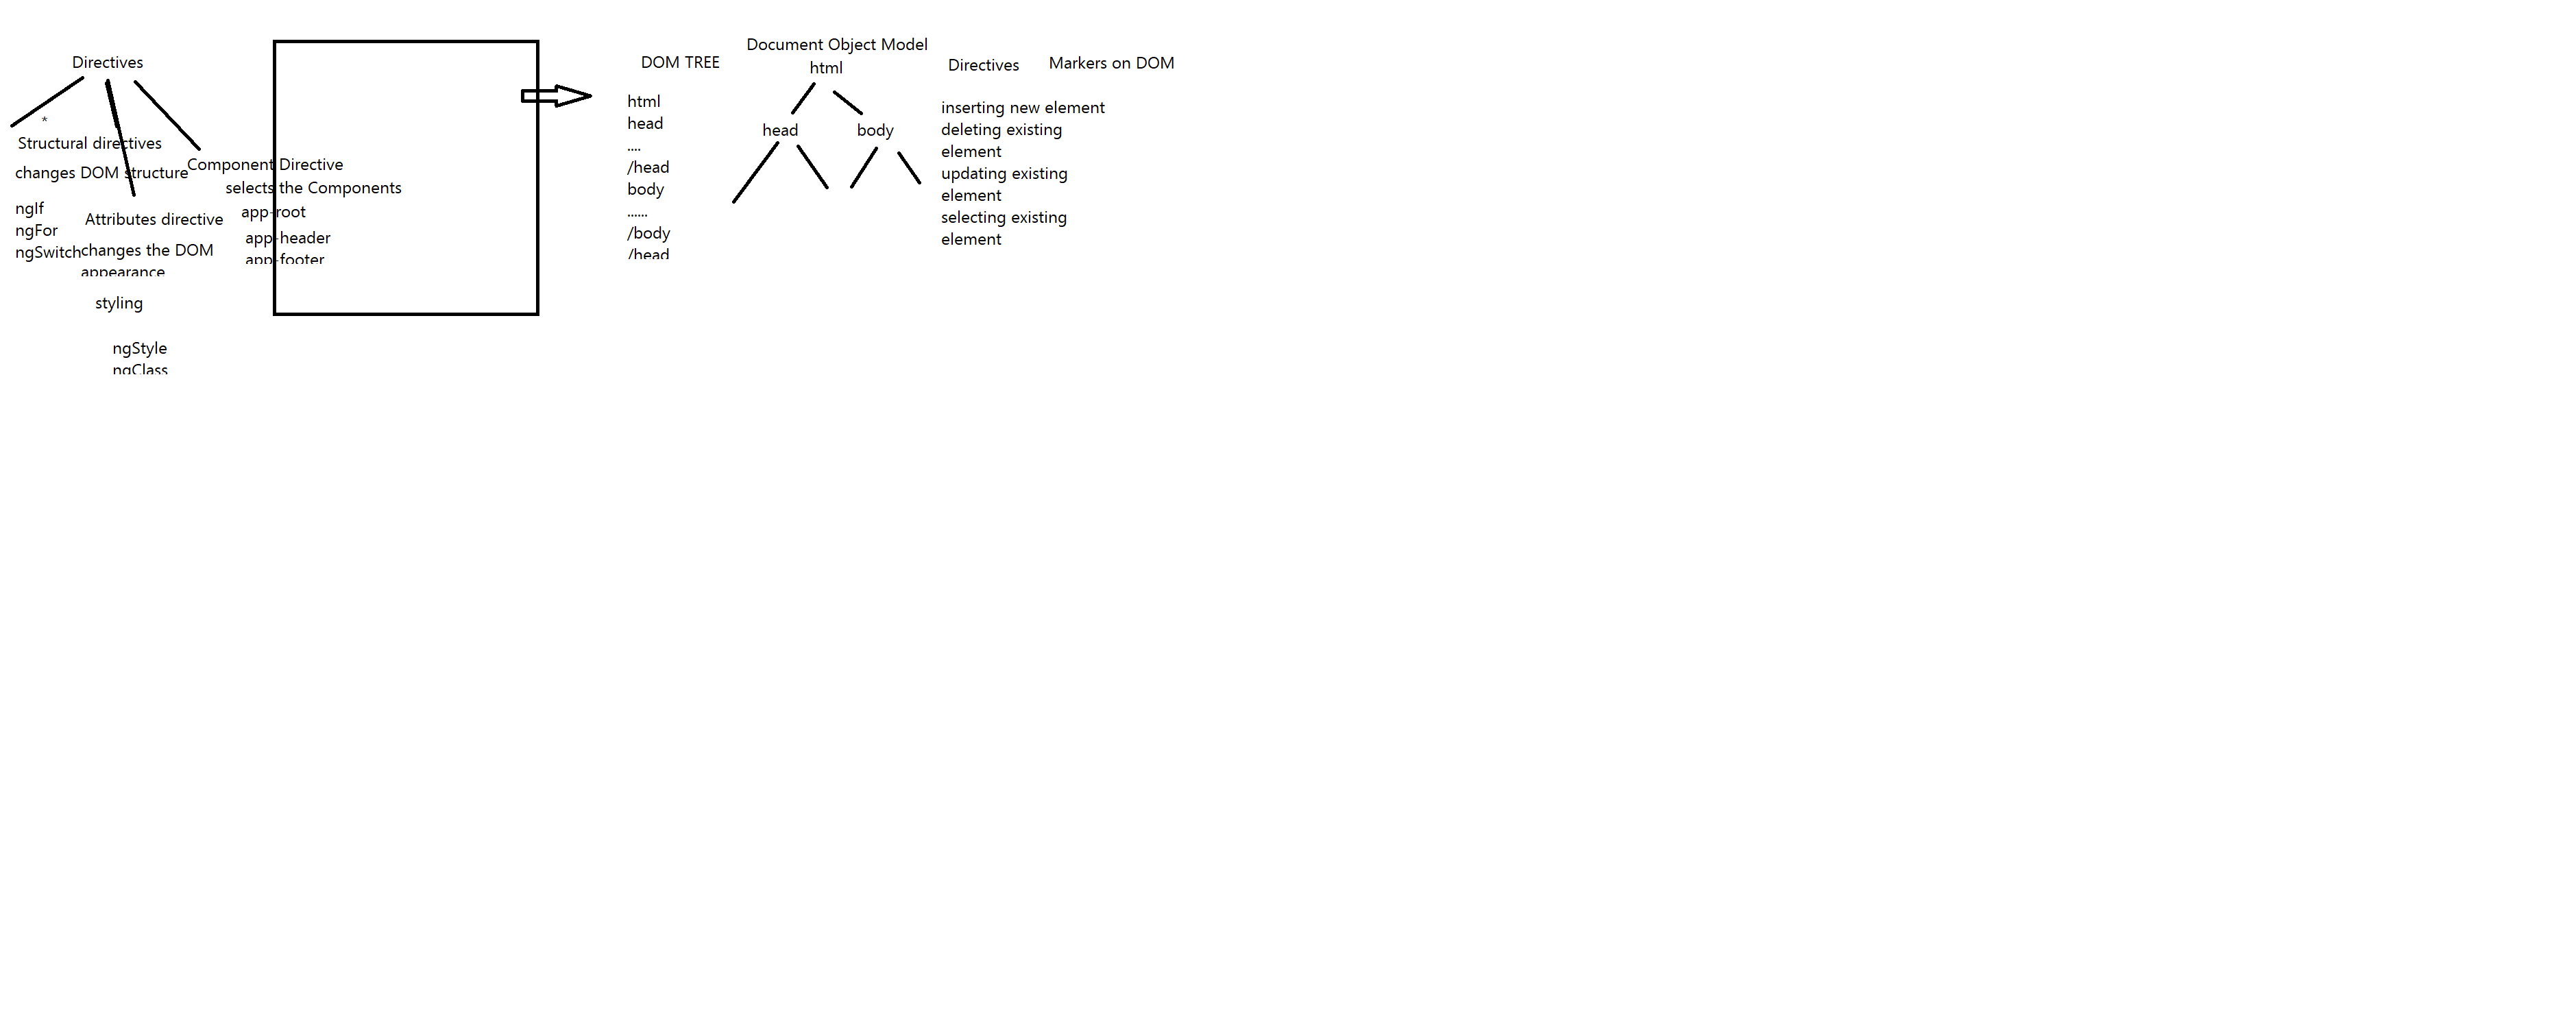 Directives
*
Structural directives
changes DOM structure
ngIf
ngFor
ngSwitch
Attributes directive
changes the DOM
appearance
styling
ngStyle
ngClass
Component Directive
selects the Components
app-root
app-header
app-footer
DOM TREE
html
head
....
/head
body
......
/body
/head
Document Object Model
html
head
body
Directives
Markers on DOM
inserting new element
deleting existing
element
updating existing
element
selecting existing
element